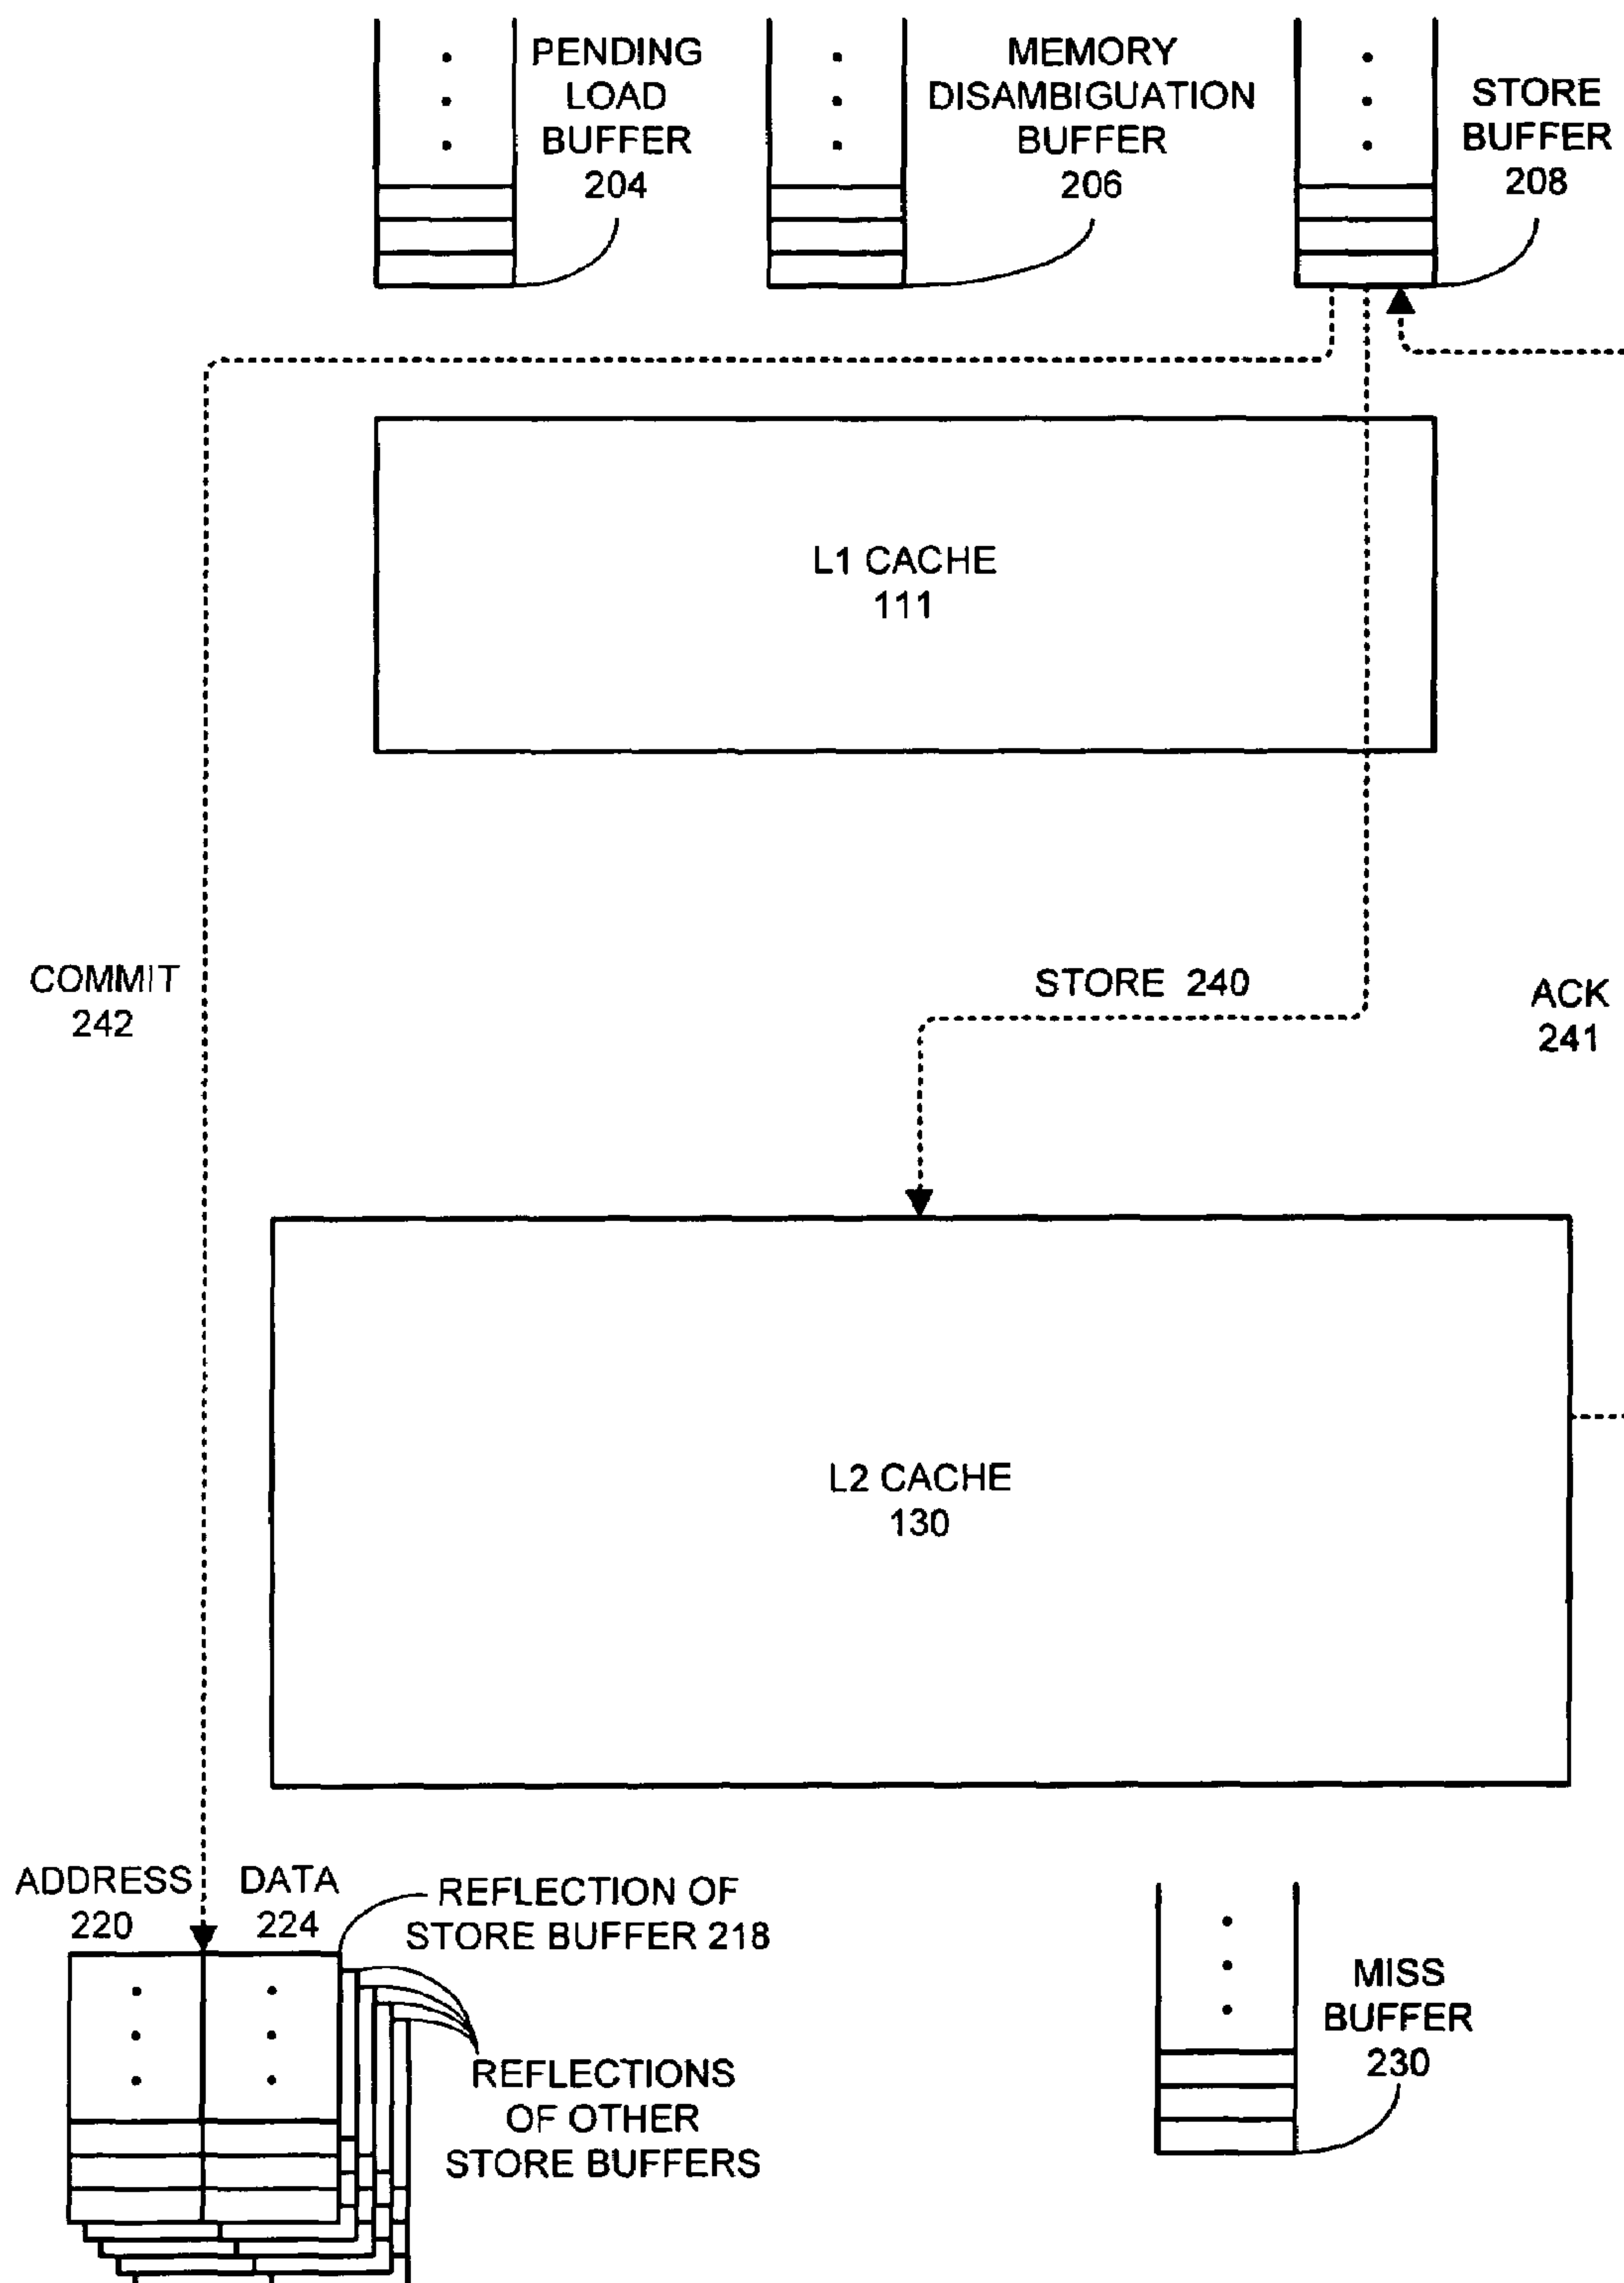 PENDING
LOAD
BUFFER
204
MEMORY
DISAMBIGUATION
BUFFER
206
STORE
BUFFER
208
L1 CACHE
111
COMMIT
242
STORE 240
ACK
241
L2 CACHE
130
ADDRESS
220
DATA
224
REFLECTION OF
STORE BUFFER 218
REFLECTIONS
OF OTHER
STORE BUFFERS
MISS
BUFFER
230